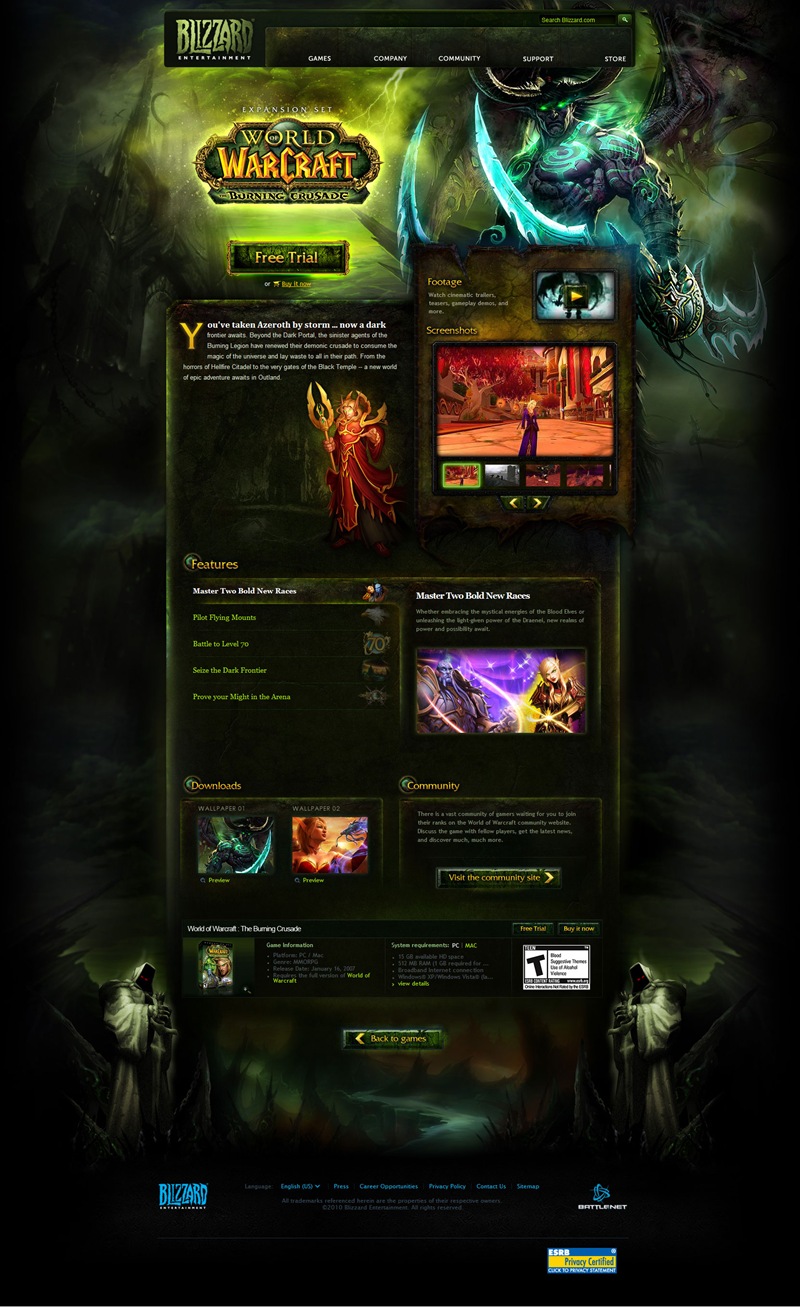 BLIZZARD
ENTERTAINMENT
Search Blizzard.com
GAMES
COMPANY
COMMUNITY
SUPPORT
STORE
EXPANSION SET
WORLD
OF
WARCRAFT
THE BURNING CRUSADE
Free Trial
or Buy it now
Footage
Watch cinematic trailers,
teasers, gameplay demos, and
more.
Screenshots
You've taken Azeroth by storm ... now a dark
frontier awaits. Beyond the Dark Portal, the sinister agents of the
Burning Legion have renewed their demonic crusade to consume the
magic of the universe and lay waste to all in their path. From the
horrors of Hellfire Citadel to the very gates of the Black Temple -- a new world
of epic adventure awaits in Outland.
Features
Master Two Bold New Races
Pilot Flying Mounts
Battle to Level 70
70
Seize the Dark Frontier
Prove your Might in the Arena
Master Two Bold New Races
Whether embracing the mystical energies of the Blood Elves or
unleashing the light-given power of the Draenei, new realms of
power and possibility await.
Downloads
WALLPAPER 01
WALLPAPER 02
Preview
Preview
Community
There is a vast community of gamers waiting for you to join
their ranks on the World of Warcraft community website.
Discuss the game with fellow players, get the latest news,
and discover much, much more.
Visit the community site
World of Warcraft : The Burning Crusade
Free Trial
Buy it now
Game Information
Platform: PC / Mac
Genre: MMORPG
Release Date: January 16, 2007
Requires the full version of World of
Warcraft
System requirements: PC | MAC
15 GB available HD space
512 MB RAM (1 GB required for ...
Broadband Internet connection
Windows® XP/Windows Vista® (la...
view details
TEEN
T
Blood
Suggestive Themes
Use of Alcohol
Violence
ESRB CONTENT RATING www.esrb.org
Online Interactions Not Rated by the ESRB
Back to games
BLIZZARD
ENTERTAINMENT
Language: English (US) | Press | Career Opportunities | Privacy Policy | Contact Us | Sitemap
All trademarks referenced herein are the properties of their respective owners.
©2010 Blizzard Entertainment. All rights reserved.
BATTLE.NET
ESRB
Privacy Certified
CLICK TO PRIVACY STATEMENT